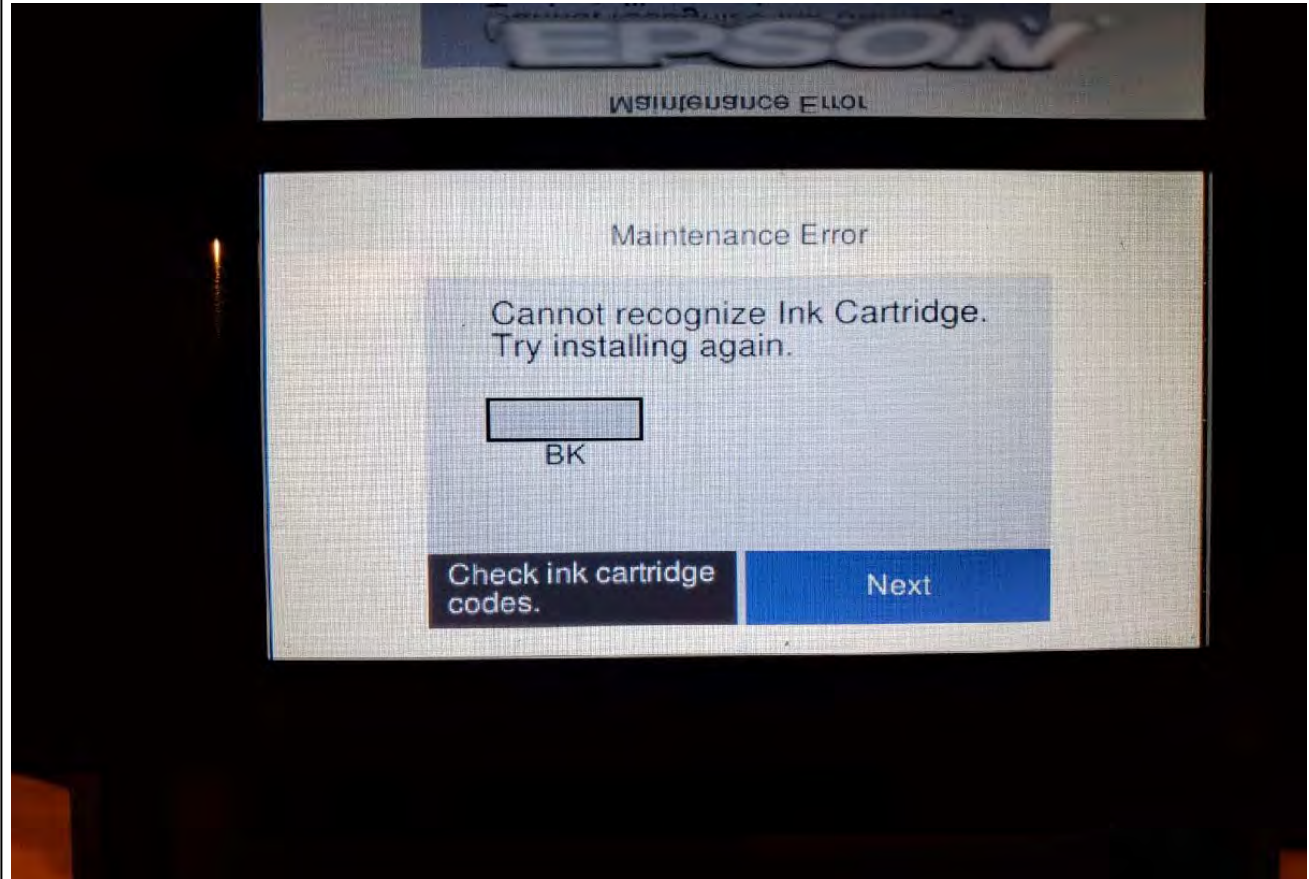 EPSON
Maintenance Error
Maintenance Error
Cannot recognize Ink Cartridge.
Try installing again.
BK
Check ink cartridge
codes.
Next